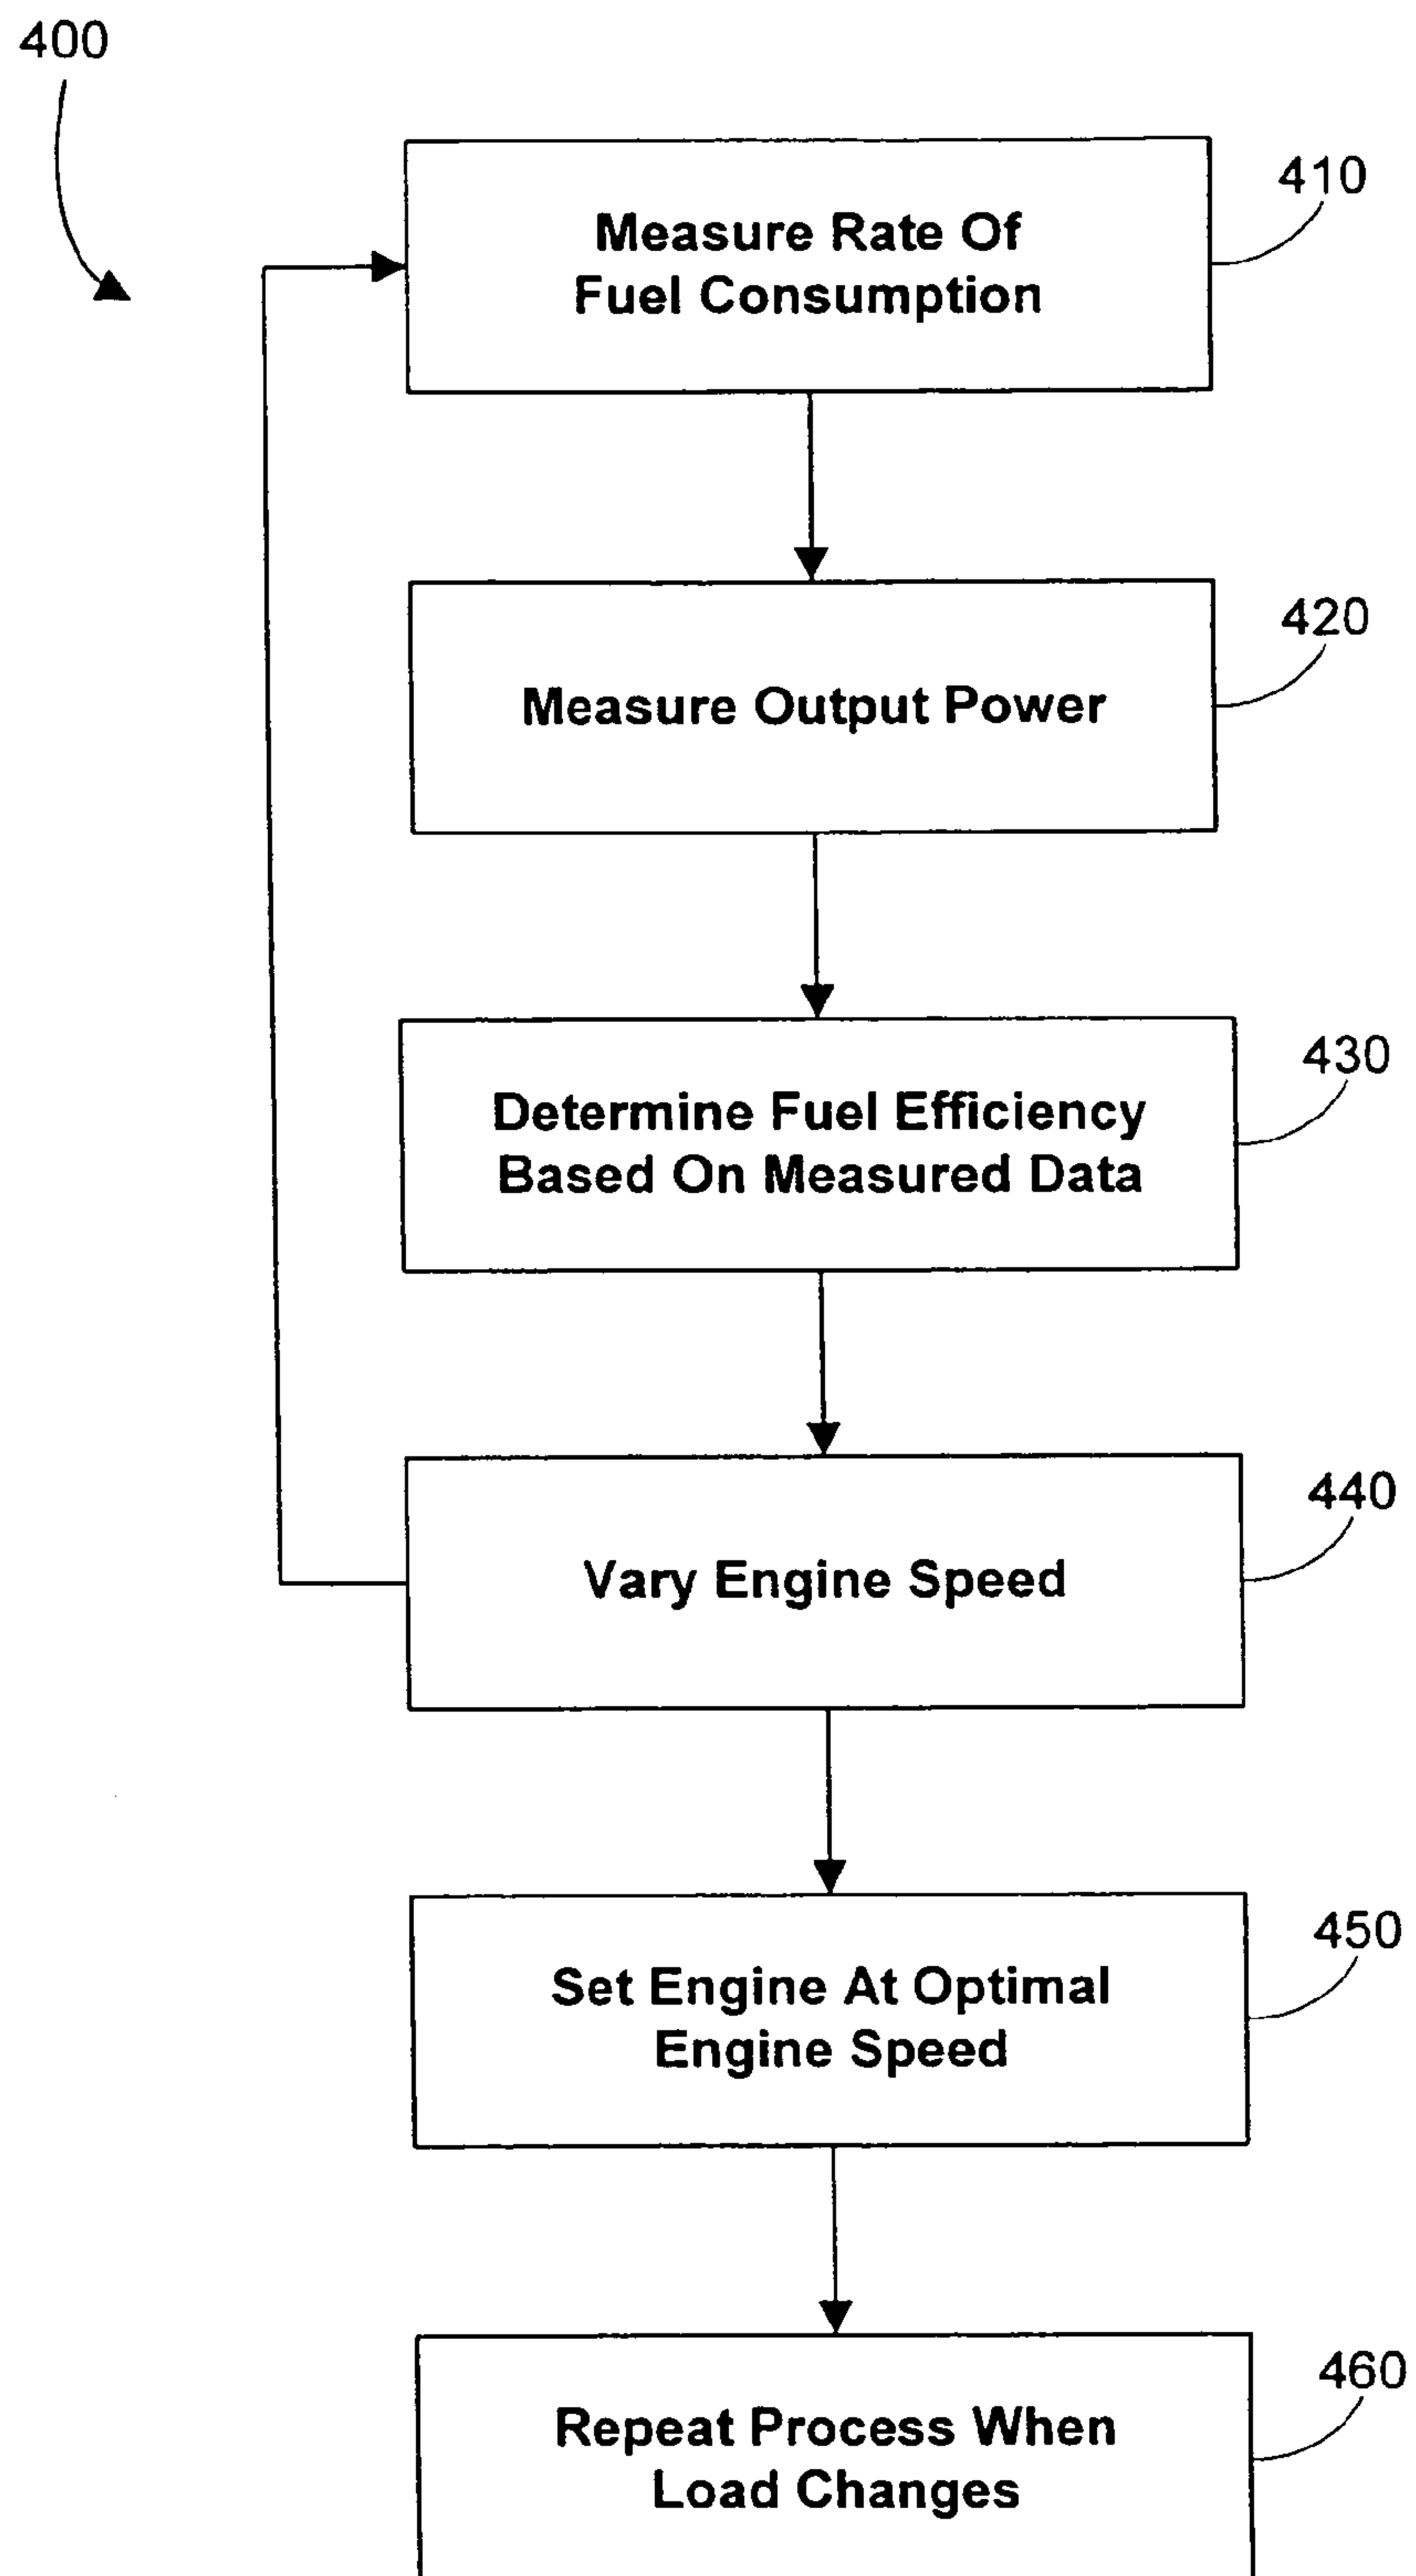 400
410
Measure Rate Of
Fuel Consumption
420
Measure Output Power
430
Determine Fuel Efficiency
Based On Measured Data
440
Vary Engine Speed
450
Set Engine At Optimal
Engine Speed
460
Repeat Process When
Load Changes